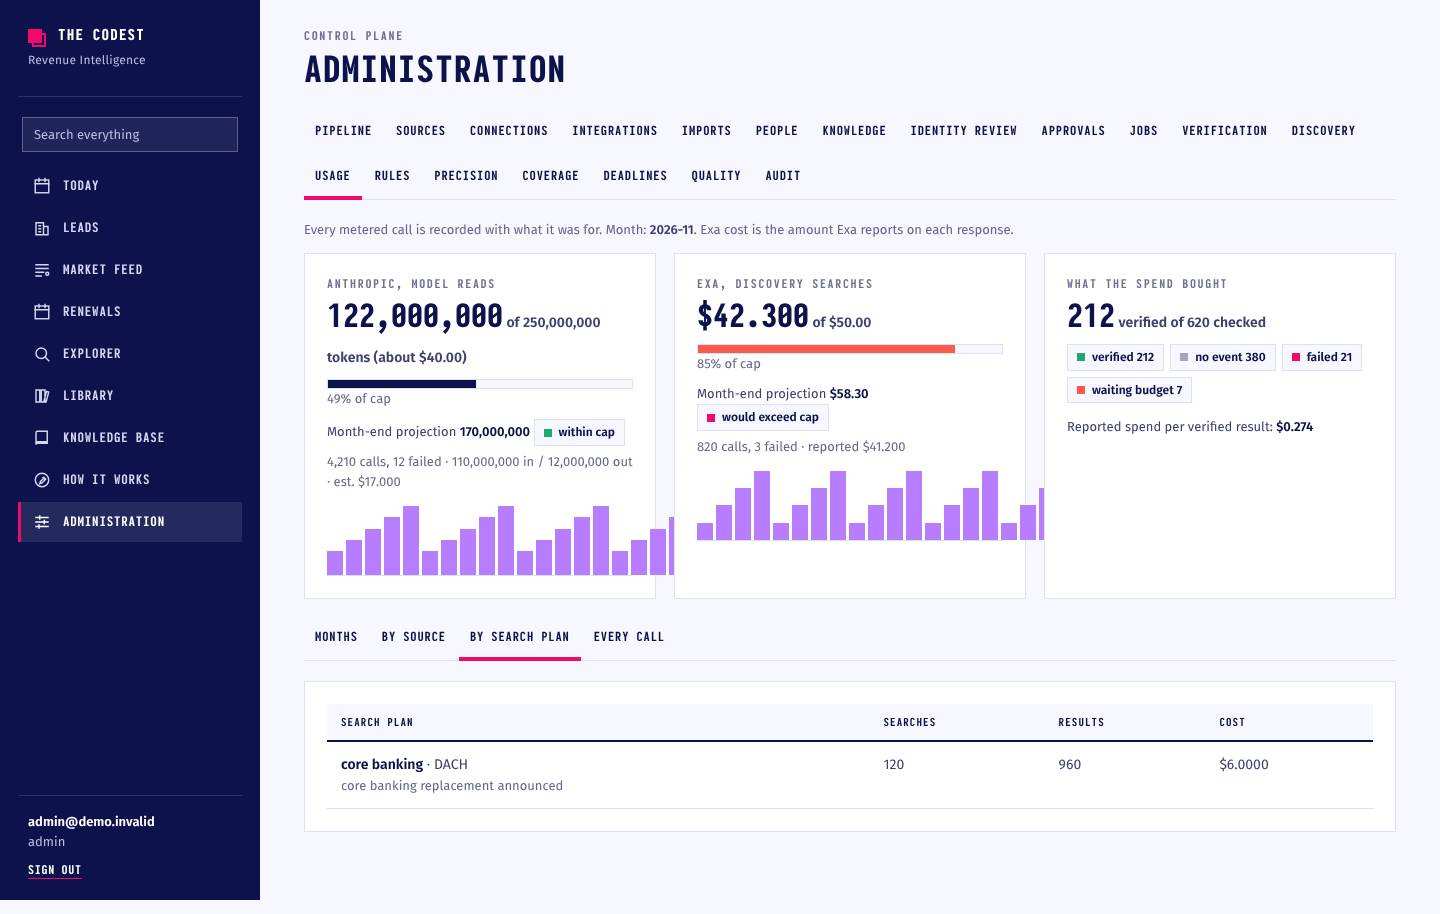 THE CODEST
Revenue Intelligence
Search everything
TODAY
LEADS
MARKET FEED
RENEWALS
EXPLORER
LIBRARY
KNOWLEDGE BASE
HOW IT WORKS
ADMINISTRATION
admin@demo.invalid
admin
SIGN OUT
CONTROL PLANE
ADMINISTRATION
PIPELINE SOURCES CONNECTIONS INTEGRATIONS IMPORTS PEOPLE KNOWLEDGE IDENTITY REVIEW APPROVALS JOBS VERIFICATION DISCOVERY
USAGE RULES PRECISION COVERAGE DEADLINES QUALITY AUDIT
Every metered call is recorded with what it was for. Month: 2026-11. Exa cost is the amount Exa reports on each response.
ANTHROPIC, MODEL READS
122,000,000 of 250,000,000
tokens (about $40.00)
49% of cap
Month-end projection 170,000,000 within cap
4,210 calls, 12 failed · 110,000,000 in / 12,000,000 out
· est. $17.000
EXA, DISCOVERY SEARCHES
$42.300 of $50.00
85% of cap
Month-end projection $58.30
would exceed cap
820 calls, 3 failed · reported $41.200
WHAT THE SPEND BOUGHT
212 verified of 620 checked
verified 212 no event 380 failed 21
waiting budget 7
Reported spend per verified result: $0.274
MONTHS BY SOURCE BY SEARCH PLAN EVERY CALL
SEARCH PLAN SEARCHES RESULTS COST
core banking · DACH 120 960 $6.0000
core banking replacement announced